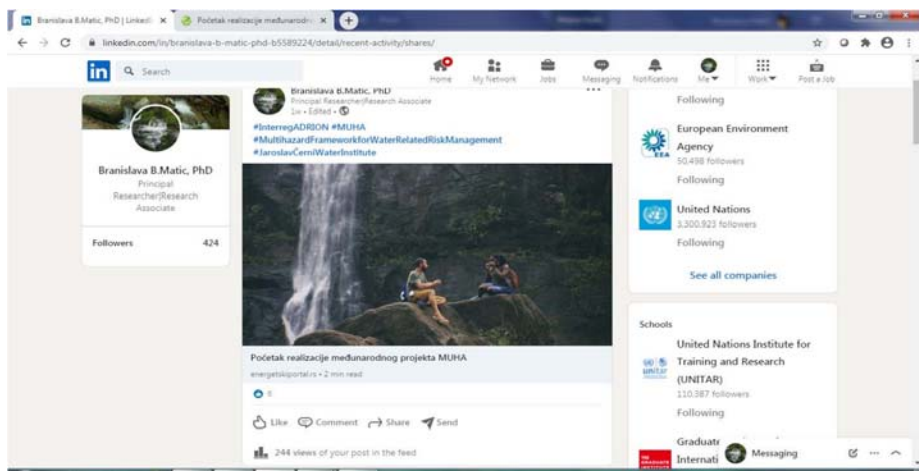 Branislava B.Matic, PhD | LinkedI
Početak realizacije međunarodn
linkedin.com/in/branislava-b-matic-phd-b5589224/detail/recent-activity/shares/
in
Search
Home
My Network
Jobs
Messaging
Notifications
Me
Work
Post a Job
Branislava B.Matic, PhD
Principal
Researcher|Research
Associate
Followers 424
Branislava B.Matic, PhD
Principal Researcher|Research Associate
1w • Edited •
#InterregADRION #MUHA
#MultihazardFrameworkforWaterRelatedRiskManagement
#JaroslavČerniWaterInstitute
Početak realizacije međunarodnog projekta MUHA
energetskiportal.rs • 2 min read
Like
Comment
Share
Send
244 views of your post in the feed
Following
European Environment
Agency
50,498 followers
Following
United Nations
3,300,923 followers
Following
See all companies
Schools
United Nations Institute for
Training and Research
(UNITAR)
110,387 followers
Following
Graduate
Internati
Messaging